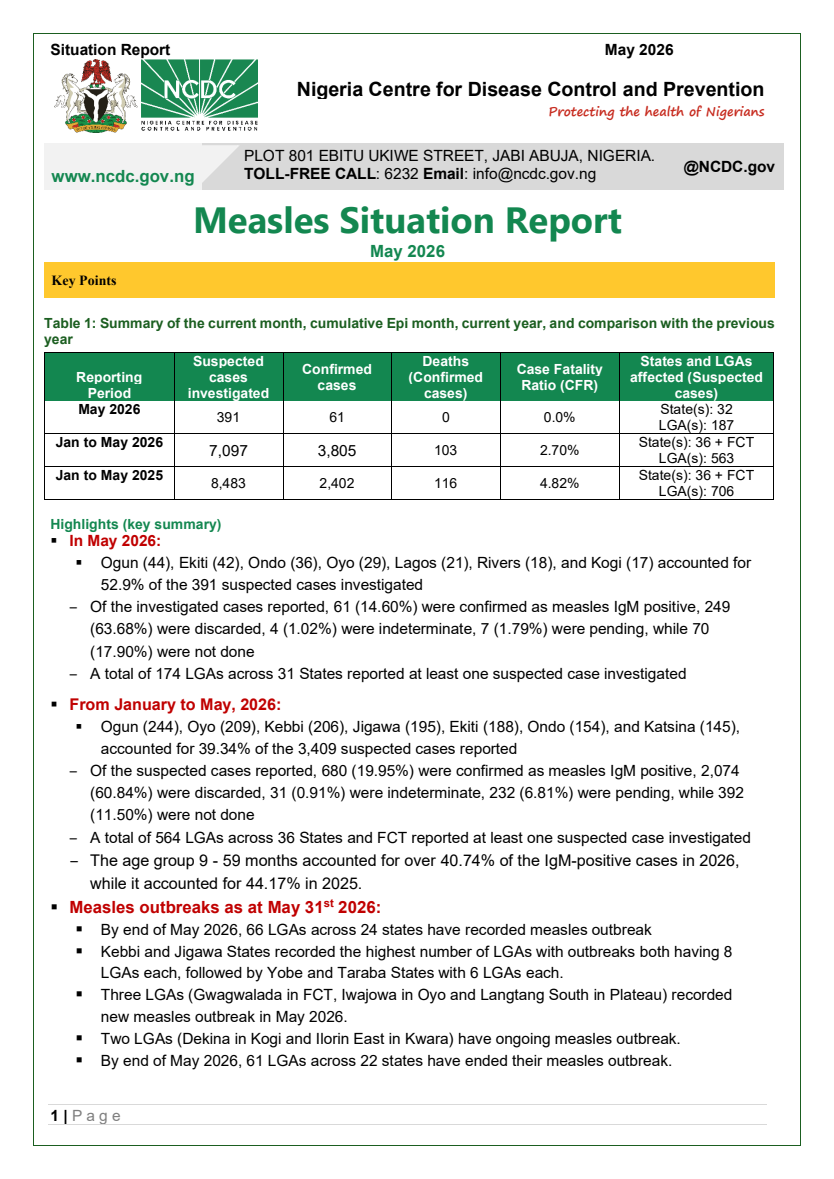 Situation Report May 2026
NCDC
NIGERIA CENTRE FOR DISEASE
CONTROL AND PREVENTION
Nigeria Centre for Disease Control and Prevention
Protecting the health of Nigerians
www.ncdc.gov.ng
PLOT 801 EBITU UKIWE STREET, JABI ABUJA, NIGERIA.
TOLL-FREE CALL: 6232 Email: info@ncdc.gov.ng
@NCDC.gov
Measles Situation Report
May 2026
Key Points
Table 1: Summary of the current month, cumulative Epi month, current year, and comparison with the previous
year
Reporting
Period
Suspected
cases
investigated
Confirmed
cases
Deaths
(Confirmed
cases)
Case Fatality
Ratio (CFR)
States and LGAs
affected (Suspected
cases)
May 2026
391
61
0
0.0%
State(s): 32
LGA(s): 187
Jan to May 2026
7,097
3,805
103
2.70%
State(s): 36 + FCT
LGA(s): 563
Jan to May 2025
8,483
2,402
116
4.82%
State(s): 36 + FCT
LGA(s): 706
Highlights (key summary)
▪ In May 2026:
▪ Ogun (44), Ekiti (42), Ondo (36), Oyo (29), Lagos (21), Rivers (18), and Kogi (17) accounted for
52.9% of the 391 suspected cases investigated
– Of the investigated cases reported, 61 (14.60%) were confirmed as measles IgM positive, 249
(63.68%) were discarded, 4 (1.02%) were indeterminate, 7 (1.79%) were pending, while 70
(17.90%) were not done
– A total of 174 LGAs across 31 States reported at least one suspected case investigated
▪ From January to May, 2026:
▪ Ogun (244), Oyo (209), Kebbi (206), Jigawa (195), Ekiti (188), Ondo (154), and Katsina (145),
accounted for 39.34% of the 3,409 suspected cases reported
– Of the suspected cases reported, 680 (19.95%) were confirmed as measles IgM positive, 2,074
(60.84%) were discarded, 31 (0.91%) were indeterminate, 232 (6.81%) were pending, while 392
(11.50%) were not done
– A total of 564 LGAs across 36 States and FCT reported at least one suspected case investigated
– The age group 9 - 59 months accounted for over 40.74% of the IgM-positive cases in 2026,
while it accounted for 44.17% in 2025.
▪ Measles outbreaks as at May 31st 2026:
▪ By end of May 2026, 66 LGAs across 24 states have recorded measles outbreak
▪ Kebbi and Jigawa States recorded the highest number of LGAs with outbreaks both having 8
LGAs each, followed by Yobe and Taraba States with 6 LGAs each.
▪ Three LGAs (Gwagwalada in FCT, Iwajowa in Oyo and Langtang South in Plateau) recorded
new measles outbreak in May 2026.
▪ Two LGAs (Dekina in Kogi and Ilorin East in Kwara) have ongoing measles outbreak.
▪ By end of May 2026, 61 LGAs across 22 states have ended their measles outbreak.
1 | Page